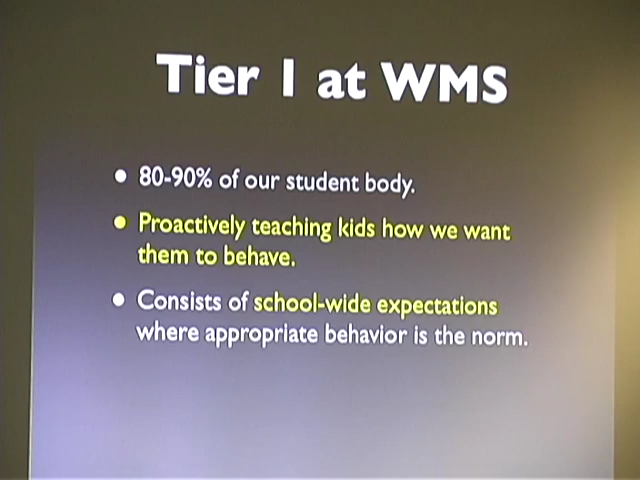 Tier 1 at WMS
• 80-90% of our student body.
• Proactively teaching kids how we want
them to behave.
• Consists of school-wide expectations
where appropriate behavior is the norm.